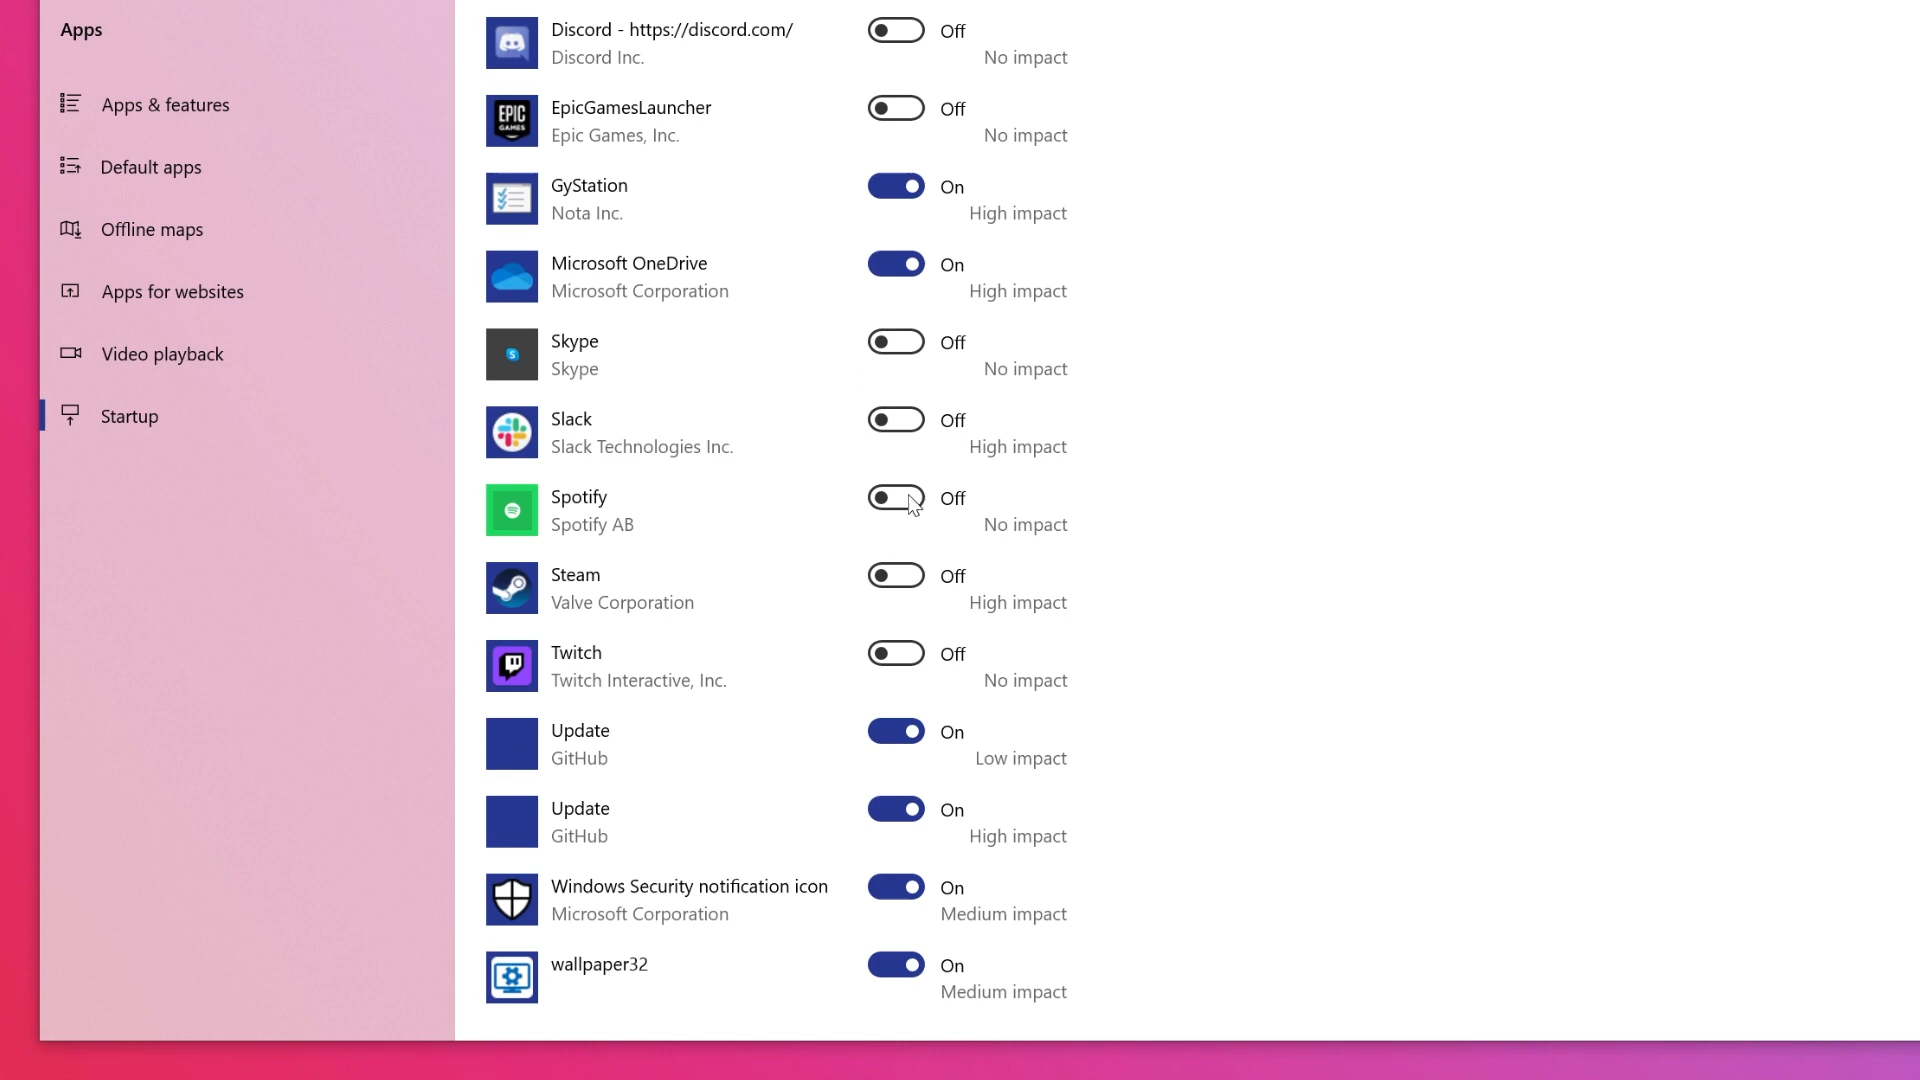 Apps
Apps & features
Default apps
Offline maps
Apps for websites
Video playback
Startup
Discord - https://discord.com/
Off
Discord Inc.
No impact
EPIC
GAMES
EpicGamesLauncher
Off
Epic Games, Inc.
No impact
GyStation
On
Nota Inc.
High impact
Microsoft OneDrive
On
Microsoft Corporation
High impact
S
Skype
Off
Skype
No impact
Slack
Off
Slack Technologies Inc.
High impact
Spotify
Off
Spotify AB
No impact
Steam
Off
Valve Corporation
High impact
Twitch
Off
Twitch Interactive, Inc.
No impact
Update
On
GitHub
Low impact
Update
On
GitHub
High impact
Windows Security notification icon
On
Microsoft Corporation
Medium impact
wallpaper32
On
Medium impact